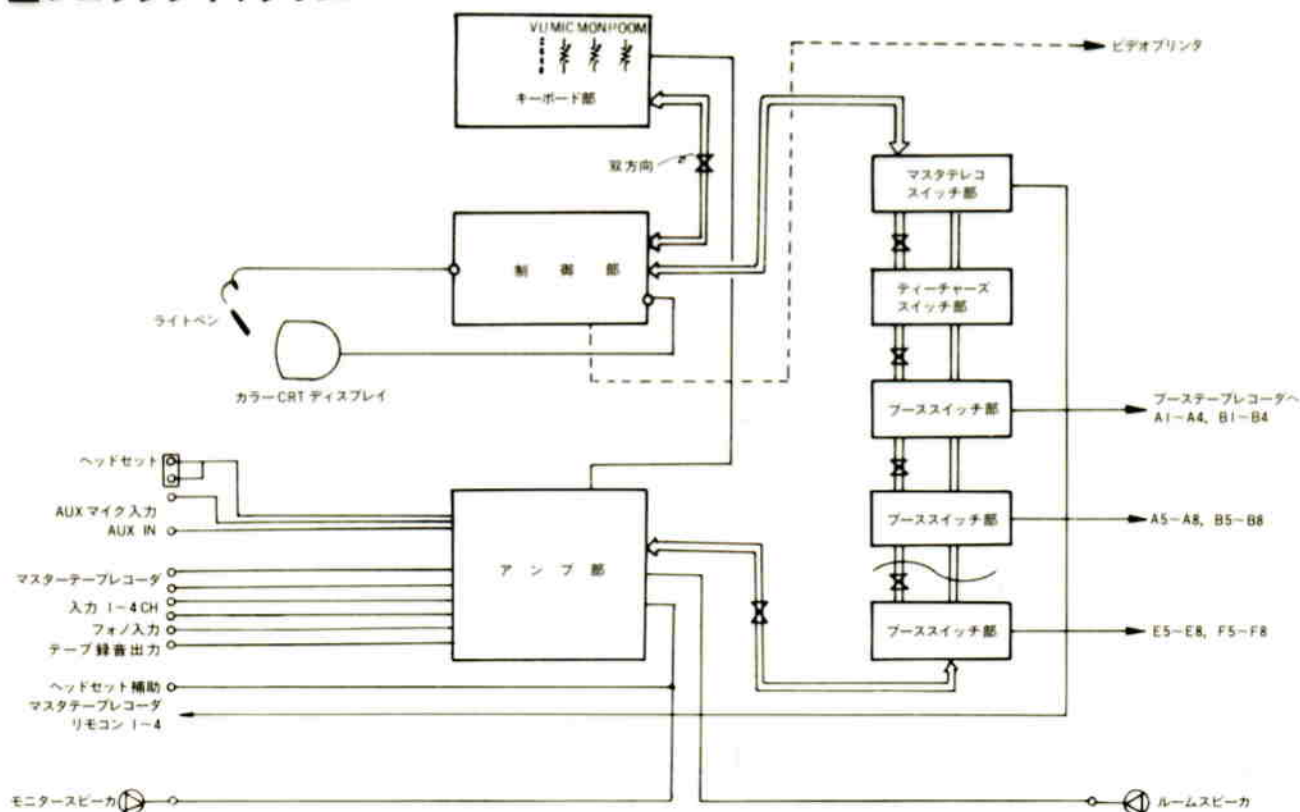 VU MIC MON ROOM
キーボード部
ビデオプリンタ
双方向
マスタテレコ
スイッチ部
制御部
ティーチャーズ
スイッチ部
ライトペン
カラーCRTディスプレイ
ブーススイッチ部
ブーステープレコーダへ
A1~A4, B1~B4
ヘッドセット
AUXマイク入力
AUX IN
アンプ部
ブーススイッチ部
A5~A8, B5~B8
マスターテープレコーダ
入力 1~4CH
フォノ入力
テープ録音出力
ブーススイッチ部
E5~E8, F5~F8
ヘッドセット補助
マスタテープレコーダ
リモコン 1~4
モニタースピーカ
ルームスピーカ